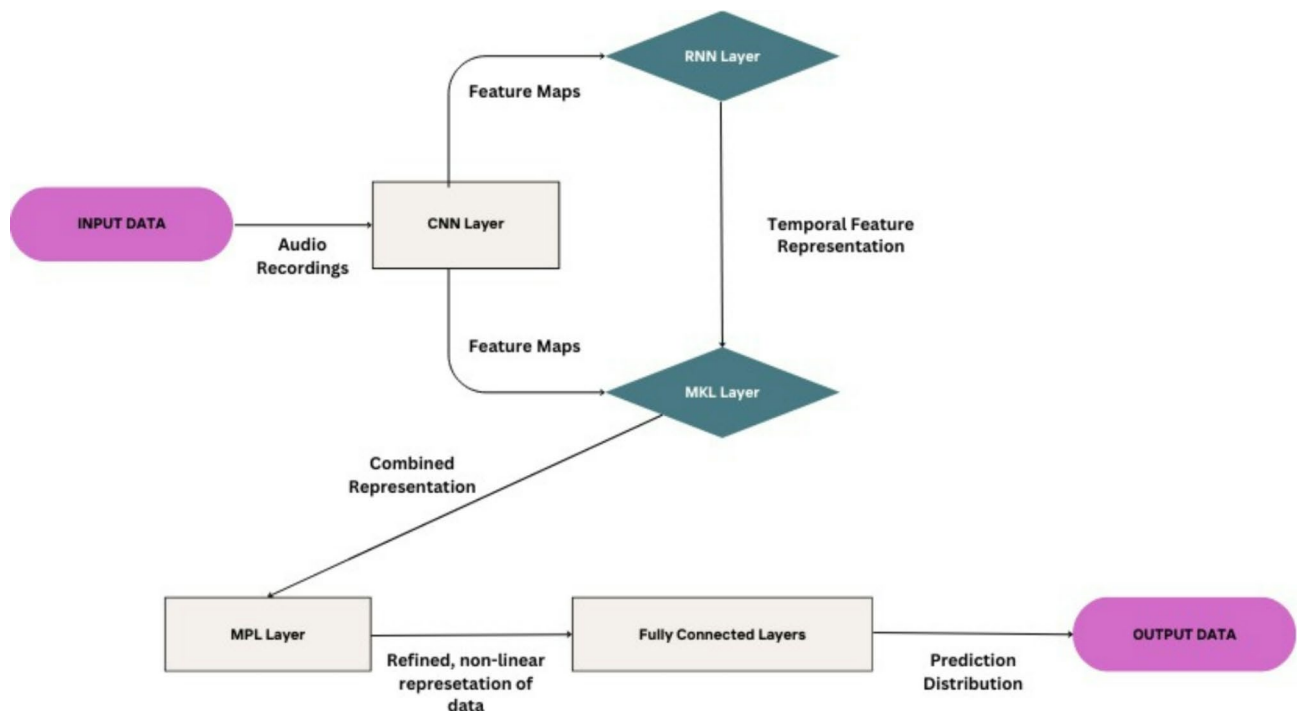 RNN Layer
Feature Maps
INPUT DATA
CNN Layer
Audio
Recordings
Temporal Feature
Representation
Feature Maps
MKL Layer
Combined
Representation
MPL Layer
Fully Connected Layers
OUTPUT DATA
Refined, non-linear
represetation of
data
Prediction
Distribution